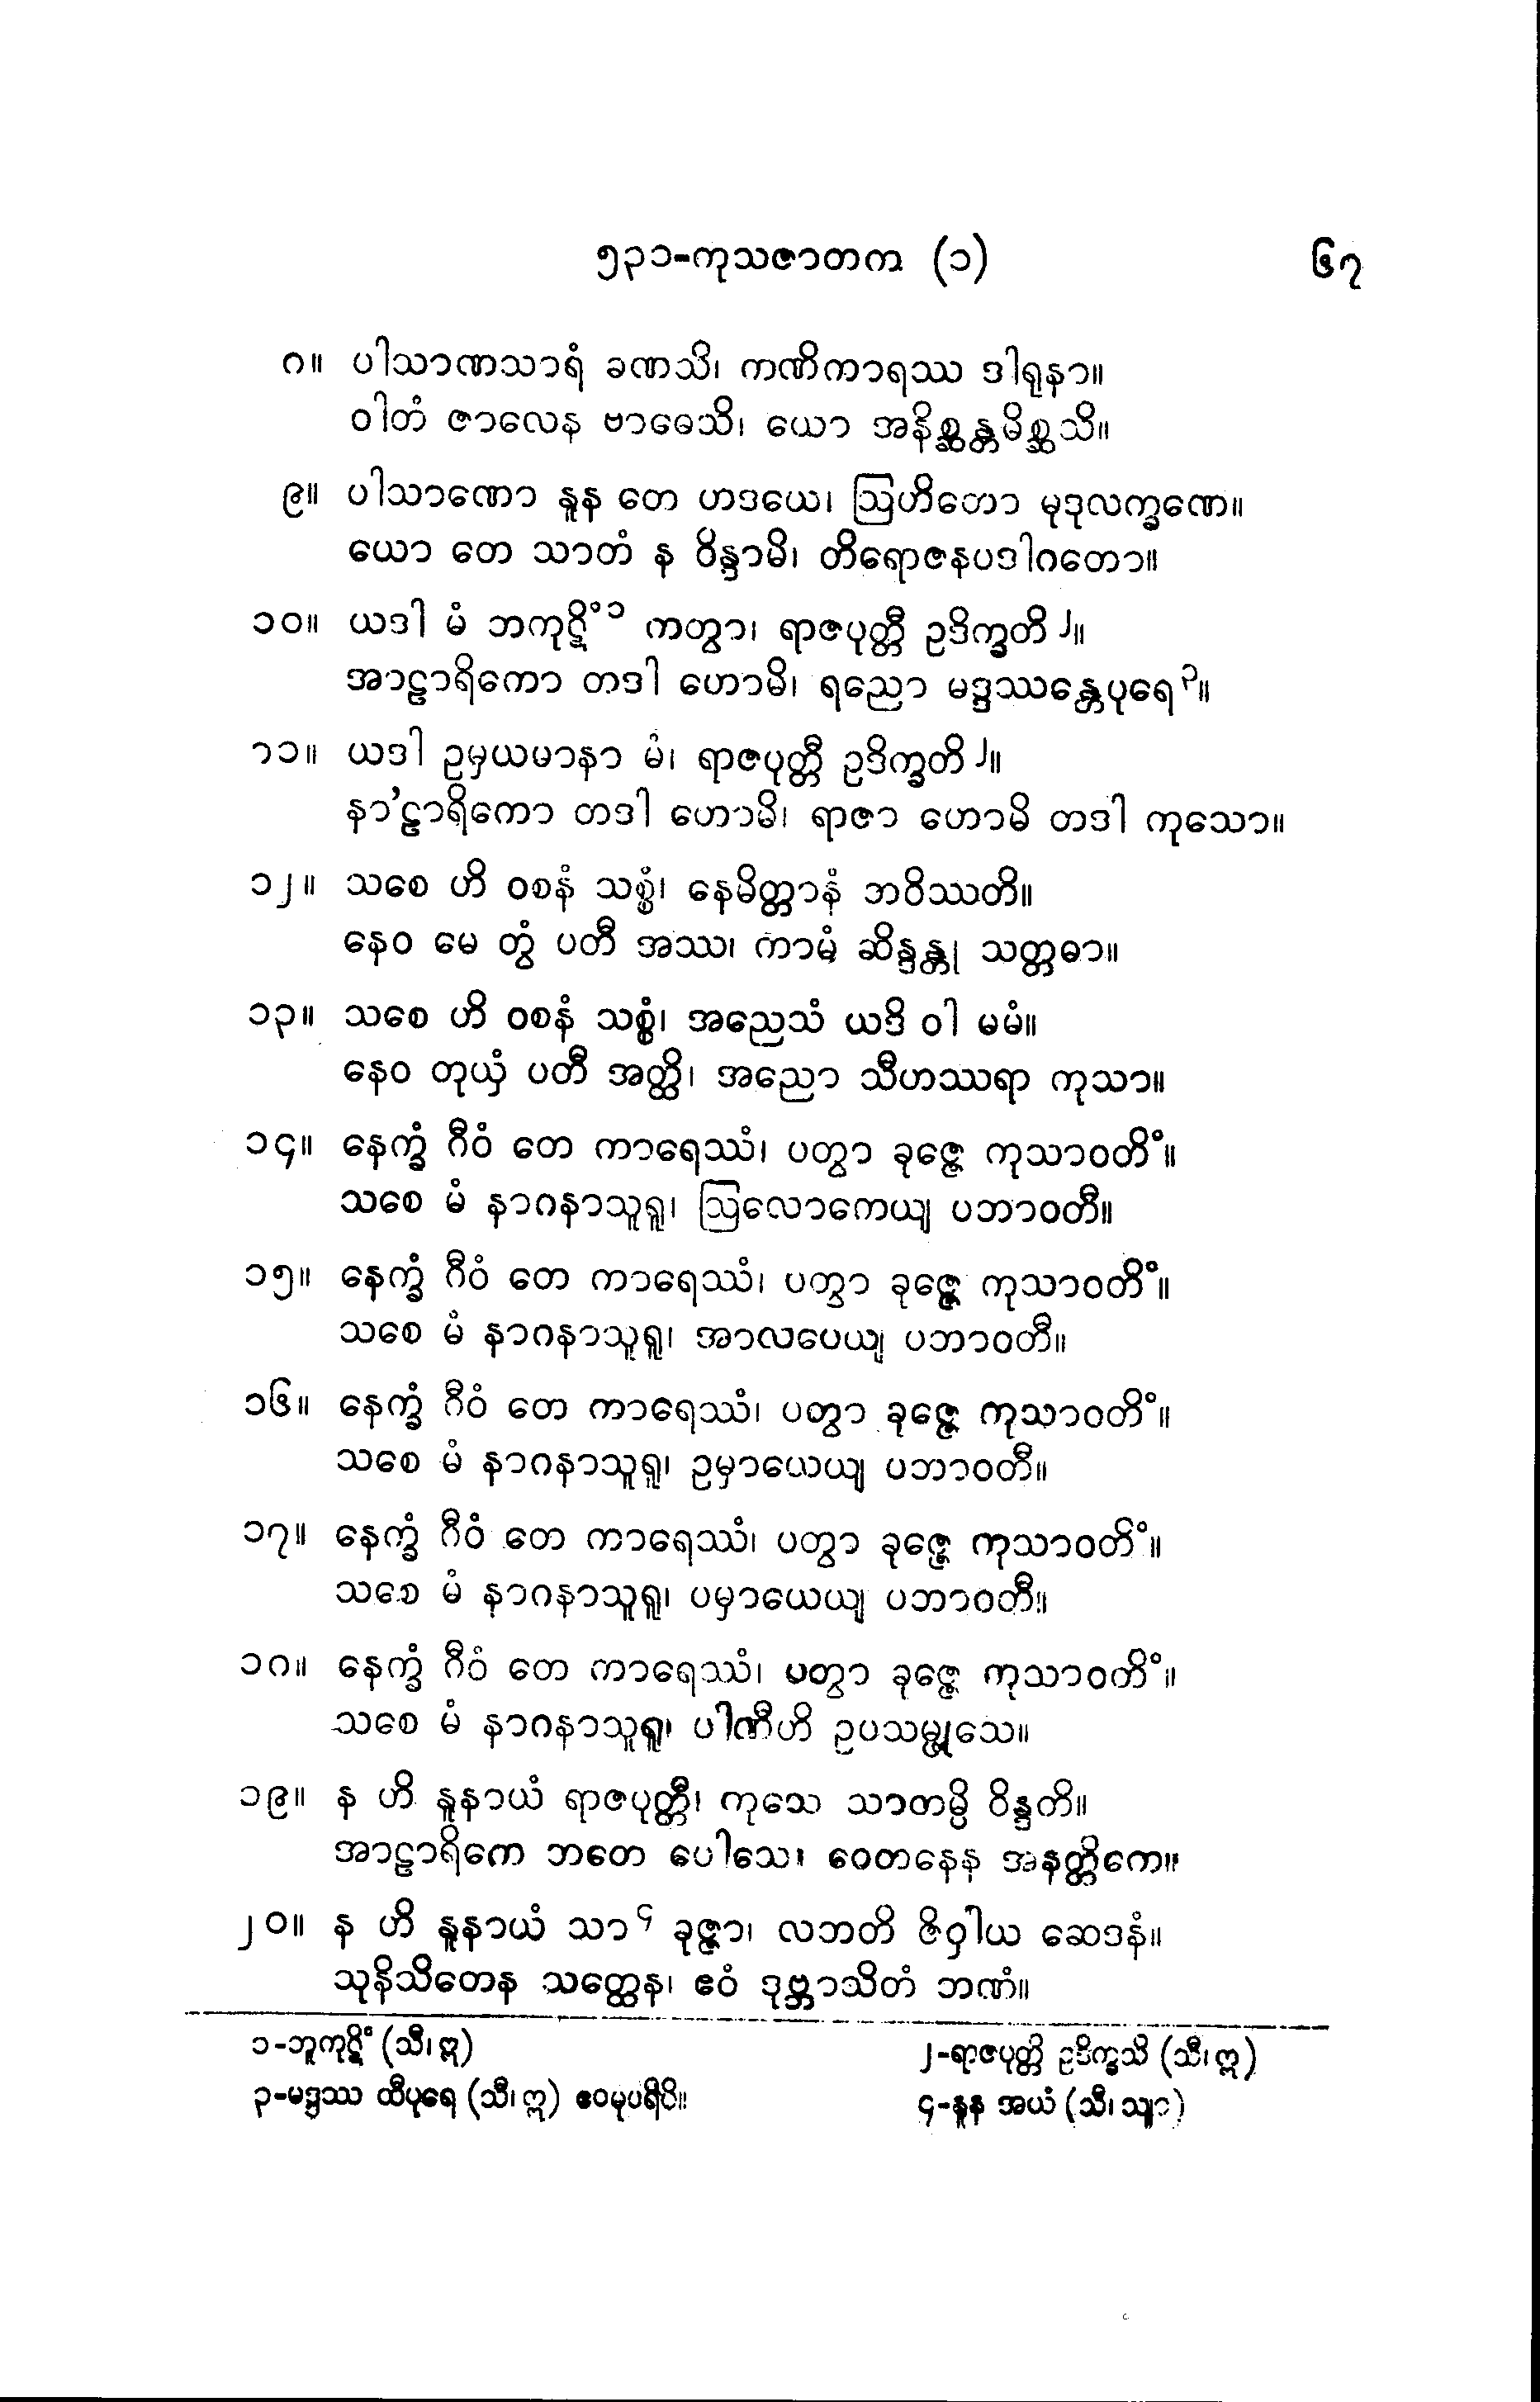 ၅၃၁-ကုသဇာတက (၁) ၆၇
၈။ ပါသာဏသာရံ ခဏသိ၊ ကဏိကာရဿ ဒါရုနာ။
ဝါတံ ဇာလေန ဗာဓေသိ၊ ယော အနိစ္ဆန္တမိစ္ဆသိ။
၉။ ပါသာဏော နူန တေ ဟဒယေ၊ ဩဟိတော မုဒုလက္ခဏေ။
ယော တေ သာတံ န ဝိန္ဒာမိ၊ တိရောဇနပဒါဂတော။
၁၀။ ယဒါ မံ ဘကုဋိံ ၁ ကတွာ၊ ရာဇပုတ္တီ ဥဒိက္ခတိ ၂။
အာဠာရိကော တဒါ ဟောမိ၊ ရညော မဒ္ဒဿန္တေပုရေ ၃။
၁၁။ ယဒါ ဥမှယမာနာ မံ၊ ရာဇပုတ္တီ ဥဒိက္ခတိ ၂။
နာ'ဠာရိကော တဒါ ဟောမိ၊ ရာဇာ ဟောမိ တဒါ ကုသော။
၁၂။ သစေ ဟိ ဝစနံ သစ္စံ၊ နေမိတ္တာနံ ဘဝိဿတိ။
နေဝ မေ တွံ ပတီ အဿ၊ ကာမံ ဆိန္ဒန္တု သတ္တဓာ။
၁၃။ သစေ ဟိ ဝစနံ သစ္စံ၊ အညေသံ ယဒိ ဝါ မမံ။
နေဝ တုယှံ ပတီ အတ္ထိ၊ အညော သီဟဿရာ ကုသာ။
၁၄။ နေက္ခံ ဂီဝံ တေ ကာရေဿံ၊ ပတွာ ခုဇ္ဇေ ကုသာဝတိံ။
သစေ မံ နာဂနာသူရူ၊ ဩလောကေယျ ပဘာဝတီ။
၁၅။ နေက္ခံ ဂီဝံ တေ ကာရေဿံ၊ ပတွာ ခုဇ္ဇေ ကုသာဝတိံ။
သစေ မံ နာဂနာသူရူ၊ အာလပေယျ ပဘာဝတီ။
၁၆။ နေက္ခံ ဂီဝံ တေ ကာရေဿံ၊ ပတွာ ခုဇ္ဇေ ကုသာဝတိံ။
သစေ မံ နာဂနာသူရူ၊ ဥမှာယေယျ ပဘာဝတီ။
၁၇။ နေက္ခံ ဂီဝံ တေ ကာရေဿံ၊ ပတွာ ခုဇ္ဇေ ကုသာဝတိံ။
သစေ မံ နာဂနာသူရူ၊ ပမှာယေယျ ပဘာဝတီ။
၁၈။ နေက္ခံ ဂီဝံ တေ ကာရေဿံ၊ ပတွာ ခုဇ္ဇေ ကုသာဝတိံ။
သစေ မံ နာဂနာသူရူ၊ ပါဏီဟိ ဥပသမ္ဖုသေ။
၁၉။ န ဟိ နူနာယံ ရာဇပုတ္တီ၊ ကုသေ သာတမ္ပိ ဝိန္ဒတိ။
အာဠာရိကေ ဘတေ ပေါသေ၊ ဝေတနေန အနတ္ထိကေ။
၂၀။ န ဟိ နူနာယံ သာ ၄ ခုဇ္ဇာ၊ လဘတိ ဇိဝှါယ ဆေဒနံ။
သုနိသိတေန သတ္ထေန၊ ဧဝံ ဒုဗ္ဘာသိတံ ဘဏံ။
၁-ဘူကုဋိံ (သီ၊ ဣ) ၂-ရာဇပုတ္တိ ဥဒိက္ခသိ (သီ၊ ဣ)
၃-မဒ္ဒဿ ထီပုရေ (သီ၊ ဣ) ဧဝမုပရိပိ။ ၄-နူန အယံ (သီ၊ သျာ)